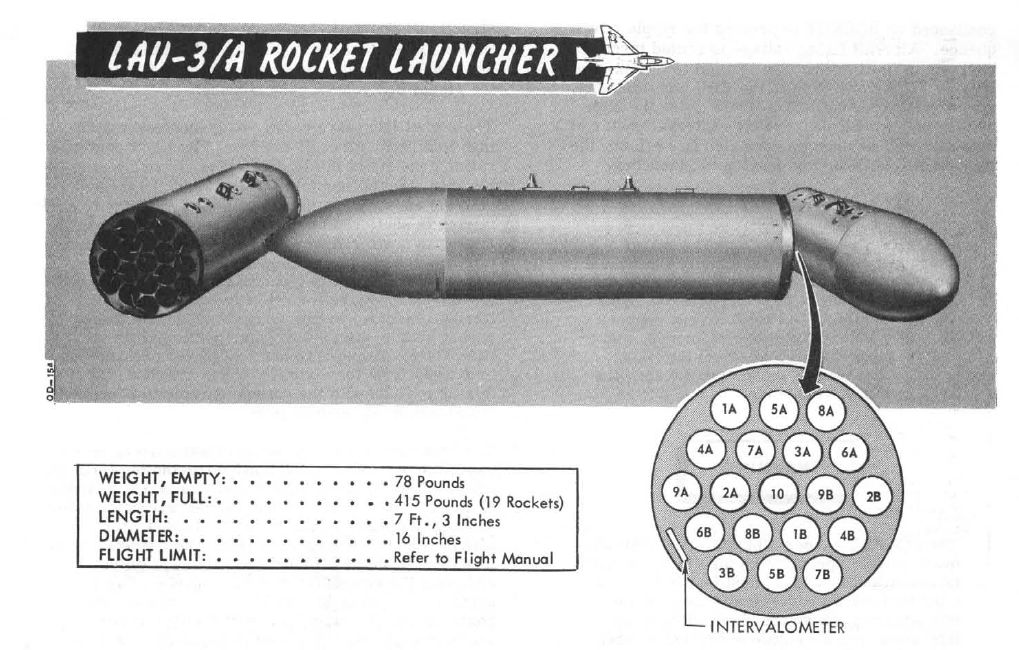 LAU-3/A ROCKET LAUNCHER
OD-154
1A 5A 8A
4A 7A 3A 6A
9A 2A 10 9B 2B
6B 8B 1B 4B
3B 5B 7B
INTERVALOMETER
WEIGHT, EMPTY: . . . . . . . . . . 78 Pounds
WEIGHT, FULL: . . . . . . . . . . . 415 Pounds (19 Rockets)
LENGTH: . . . . . . . . . . . . . 7 Ft., 3 Inches
DIAMETER: . . . . . . . . . . . . . 16 Inches
FLIGHT LIMIT: . . . . . . . . . . . Refer to Flight Manual